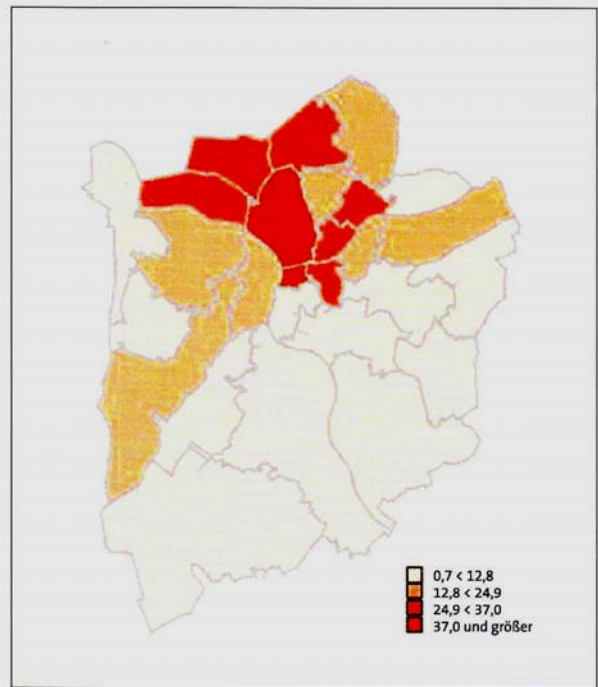 0,7 < 12,8
12,8 < 24,9
24,9 < 37,0
37,0 und größer